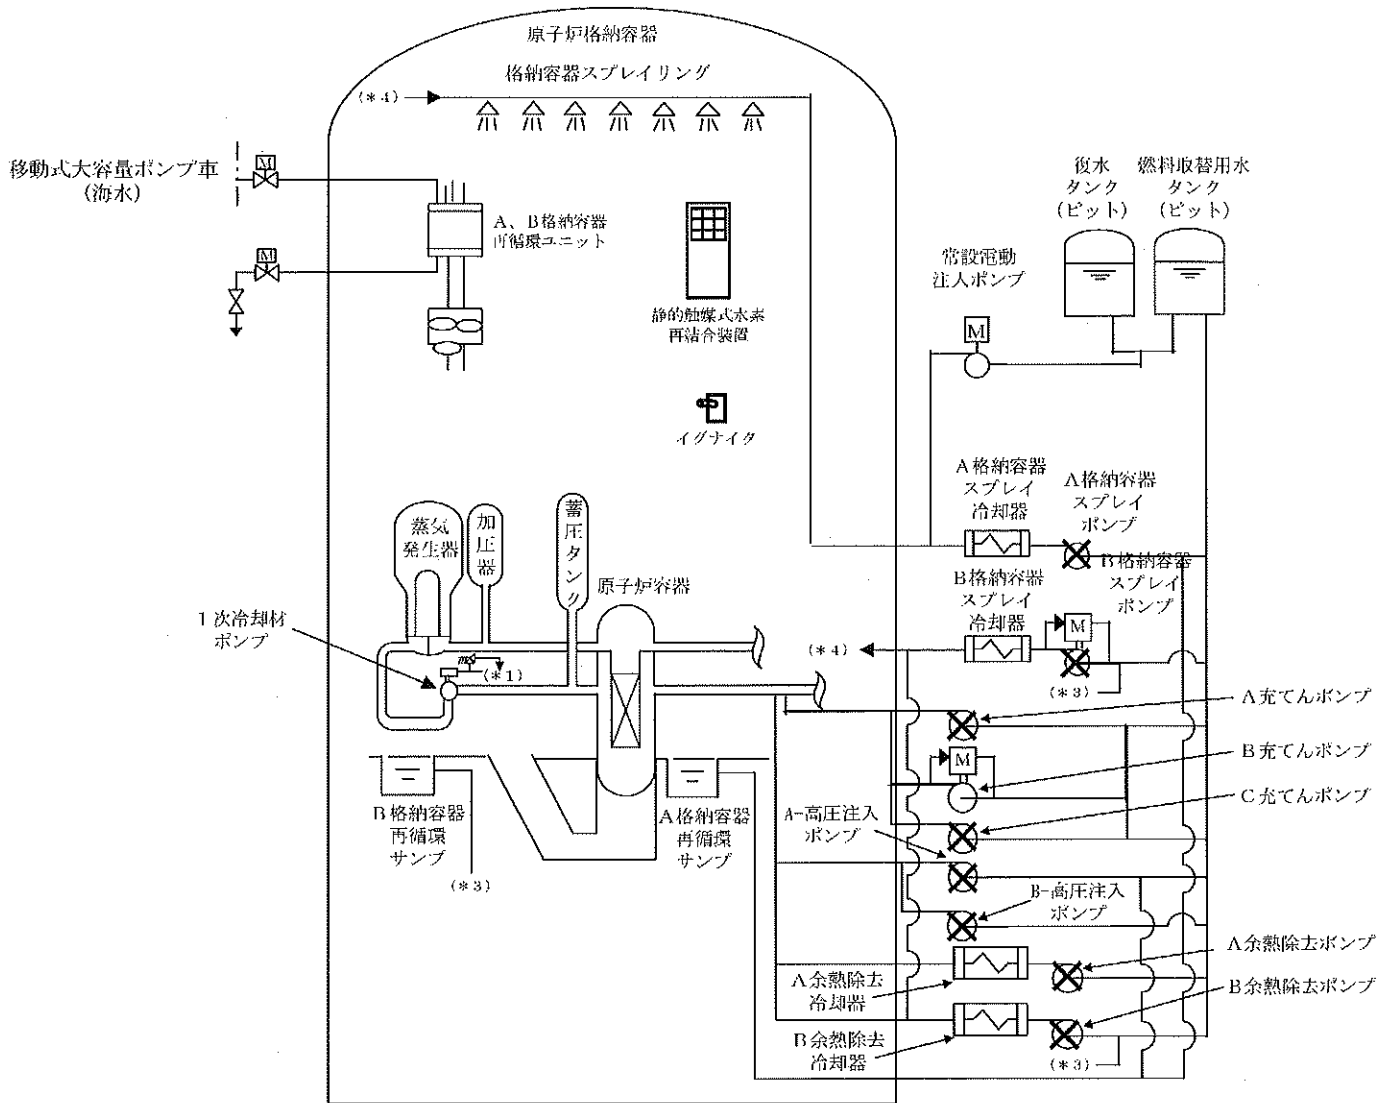 原子炉格納容器
格納容器スプレイリング
(*4)
移動式大容量ポンプ車
(海水)
M
A、B格納容器
再循環ユニット
M
静的触媒式水素
再結合装置
イグナイタ
復水
タンク
(ピット)
燃料取替用水
タンク
(ピット)
常設電動
注入ポンプ
M
A格納容器
スプレイ
冷却器
A格納容器
スプレイ
ポンプ
B格納容器
スプレイ
冷却器
B格納容器
スプレイ
ポンプ
M
(*4)
(*3)
蒸気
発生器
加圧器
蓄圧タンク
原子炉容器
1次冷却材
ポンプ
(*1)
A充てんポンプ
M
B充てんポンプ
C充てんポンプ
A-高圧注入
ポンプ
B-高圧注入
ポンプ
B格納容器
再循環
サンプ
(*3)
A格納容器
再循環
サンプ
A余熱除去ポンプ
A余熱除去
冷却器
B余熱除去ポンプ
B余熱除去
冷却器
(*3)